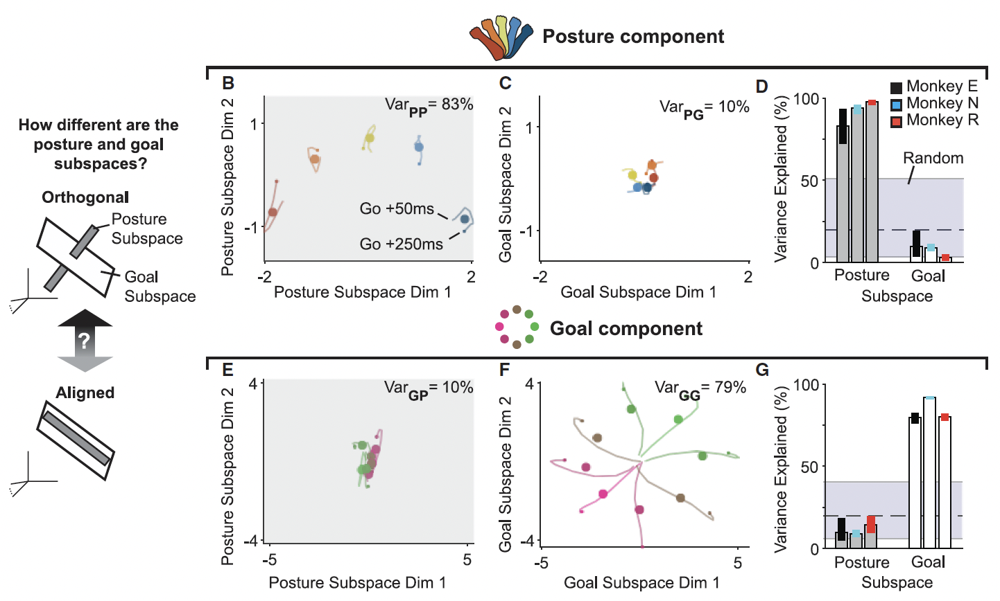 Posture component
How different are the
posture and goal
subspaces?
Orthogonal
Posture
Subspace
Goal
Subspace
?
Aligned
B
Var_PP = 83%
Posture Subspace Dim 2
1
-1
Go +50ms
Go +250ms
-2
2
Posture Subspace Dim 1
C
Var_PG = 10%
Goal Subspace Dim 2
1
-1
-2
2
Goal Subspace Dim 1
D
Monkey E
Monkey N
Monkey R
Variance Explained (%)
100
50
0
Random
Posture
Goal
Subspace
Goal component
E
Var_GP = 10%
Posture Subspace Dim 2
4
-4
-5
5
Posture Subspace Dim 1
F
Var_GG = 79%
Goal Subspace Dim 2
4
-4
-5
5
Goal Subspace Dim 1
G
Variance Explained (%)
100
50
0
Posture
Goal
Subspace